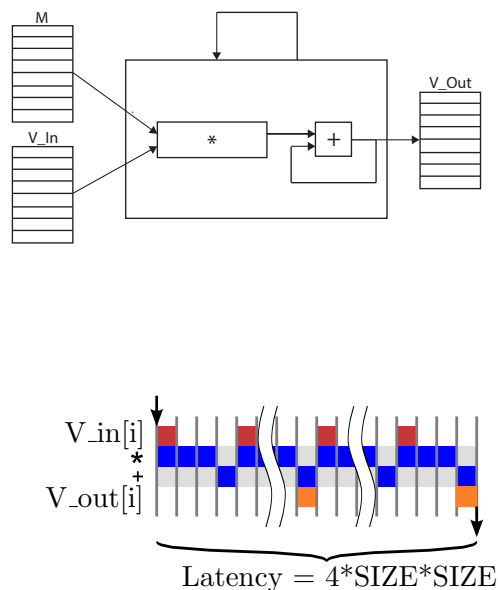 M
V_Out
V_In
*
+
V_in[i]
*
+
V_out[i]
Latency = 4*SIZE*SIZE